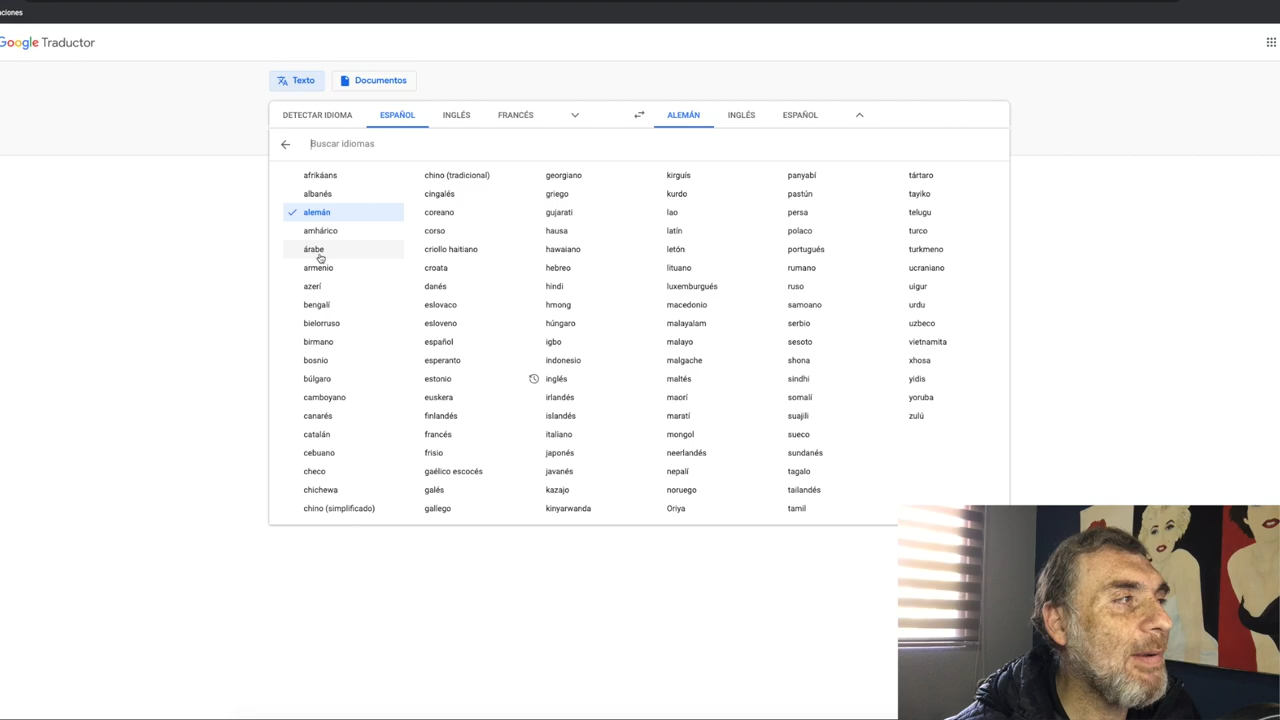 ciones
Google Traductor
Texto
Documentos
DETECTAR IDIOMA ESPAÑOL INGLÉS FRANCÉS ALEMÁN INGLÉS ESPAÑOL
Buscar idiomas
afrikáans
albanés
alemán
amhárico
árabe
armenio
azerí
bengalí
bielorruso
birmano
bosnio
búlgaro
camboyano
canarés
catalán
cebuano
checo
chichewa
chino (simplificado)
chino (tradicional)
cingalés
coreano
corso
criollo haitiano
croata
danés
eslovaco
esloveno
español
esperanto
estonio
euskera
finlandés
francés
frisio
gaélico escocés
galés
gallego
georgiano
griego
gujarati
hausa
hawaiano
hebreo
hindi
hmong
húngaro
igbo
indonesio
inglés
irlandés
islandés
italiano
japonés
javanés
kazajo
kinyarwanda
kirguís
kurdo
lao
latín
letón
lituano
luxemburgués
macedonio
malayalam
malayo
malgache
maltés
maorí
maratí
mongol
neerlandés
nepalí
noruego
Oriya
panyabí
pastún
persa
polaco
portugués
rumano
ruso
samoano
serbio
sesoto
shona
sindhi
somalí
suajili
sueco
sundanés
tagalo
tailandés
tamil
tártaro
tayiko
telugu
turco
turkmeno
ucraniano
uigur
urdu
uzbeco
vietnamita
xhosa
yidis
yoruba
zulú